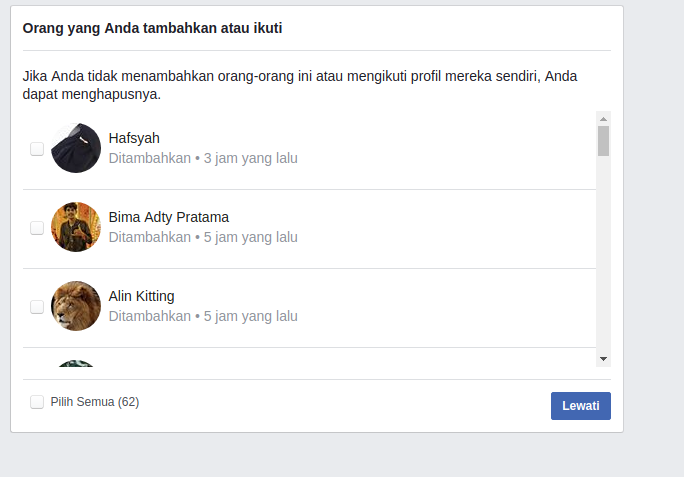 Orang yang Anda tambahkan atau ikuti
Jika Anda tidak menambahkan orang-orang ini atau mengikuti profil mereka sendiri, Anda
dapat menghapusnya.
Hafsyah
Ditambahkan • 3 jam yang lalu
Bima Adty Pratama
Ditambahkan • 5 jam yang lalu
Alin Kitting
Ditambahkan • 5 jam yang lalu
Pilih Semua (62)
Lewati